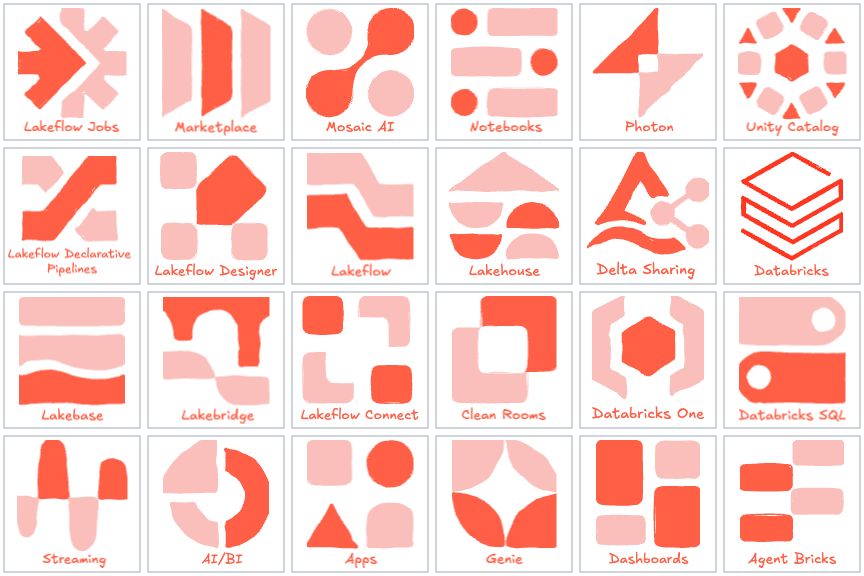 Lakeflow Jobs
Marketplace
Mosaic AI
Notebooks
Photon
Unity Catalog
Lakeflow Declarative
Pipelines
Lakeflow Designer
Lakeflow
Lakehouse
Delta Sharing
Databricks
Lakebase
Lakebridge
Lakeflow Connect
Clean Rooms
Databricks One
Databricks SQL
Streaming
AI/BI
Apps
Genie
Dashboards
Agent Bricks